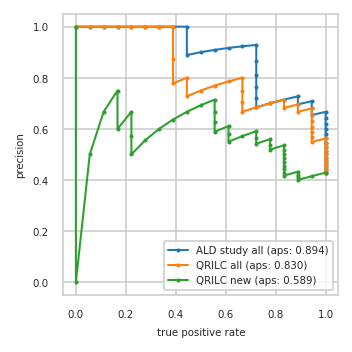 1.0
0.8
0.6
0.4
0.2
0.0
precision
0.0 0.2 0.4 0.6 0.8 1.0
true positive rate
ALD study all (aps: 0.894)
QRILC all (aps: 0.830)
QRILC new (aps: 0.589)